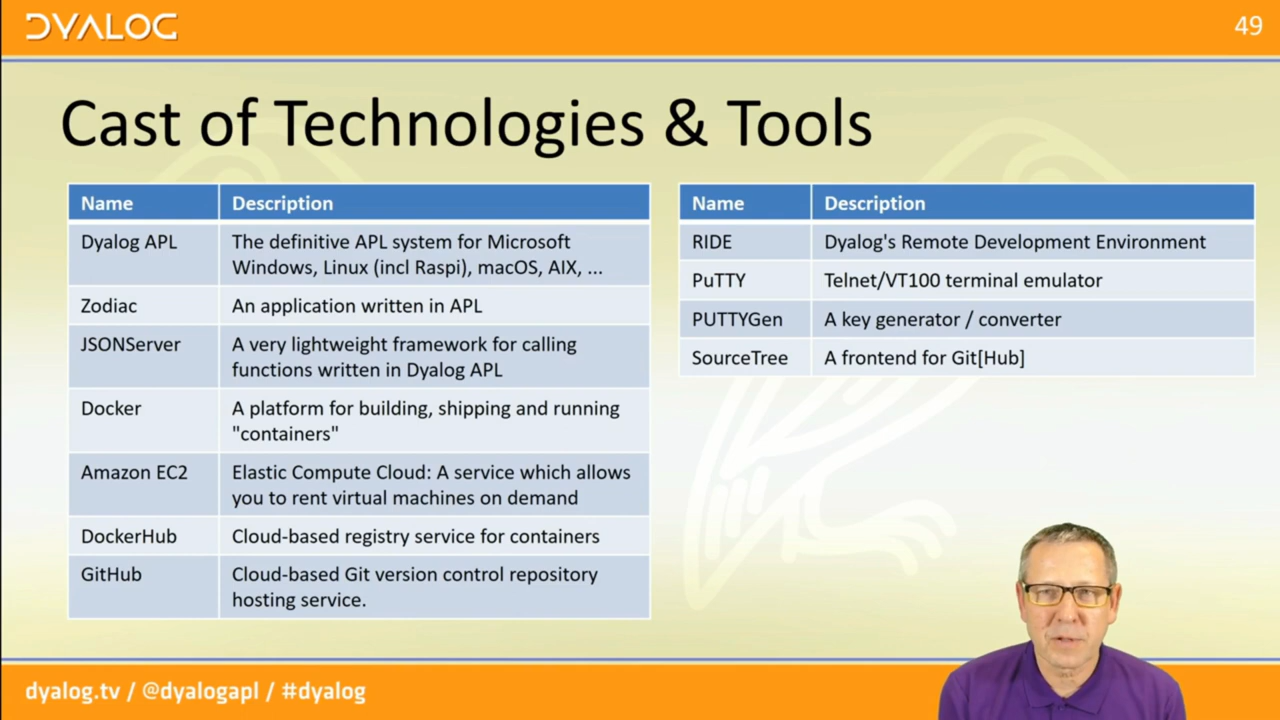 DYALOG
49
Cast of Technologies & Tools
Name Description
Dyalog APL The definitive APL system for Microsoft
Windows, Linux (incl Raspi), macOS, AIX, ...
Zodiac An application written in APL
JSONServer A very lightweight framework for calling
functions written in Dyalog APL
Docker A platform for building, shipping and running
"containers"
Amazon EC2 Elastic Compute Cloud: A service which allows
you to rent virtual machines on demand
DockerHub Cloud-based registry service for containers
GitHub Cloud-based Git version control repository
hosting service.
Name Description
RIDE Dyalog's Remote Development Environment
PuTTY Telnet/VT100 terminal emulator
PUTTYGen A key generator / converter
SourceTree A frontend for Git[Hub]
dyalog.tv / @dyalogapl / #dyalog